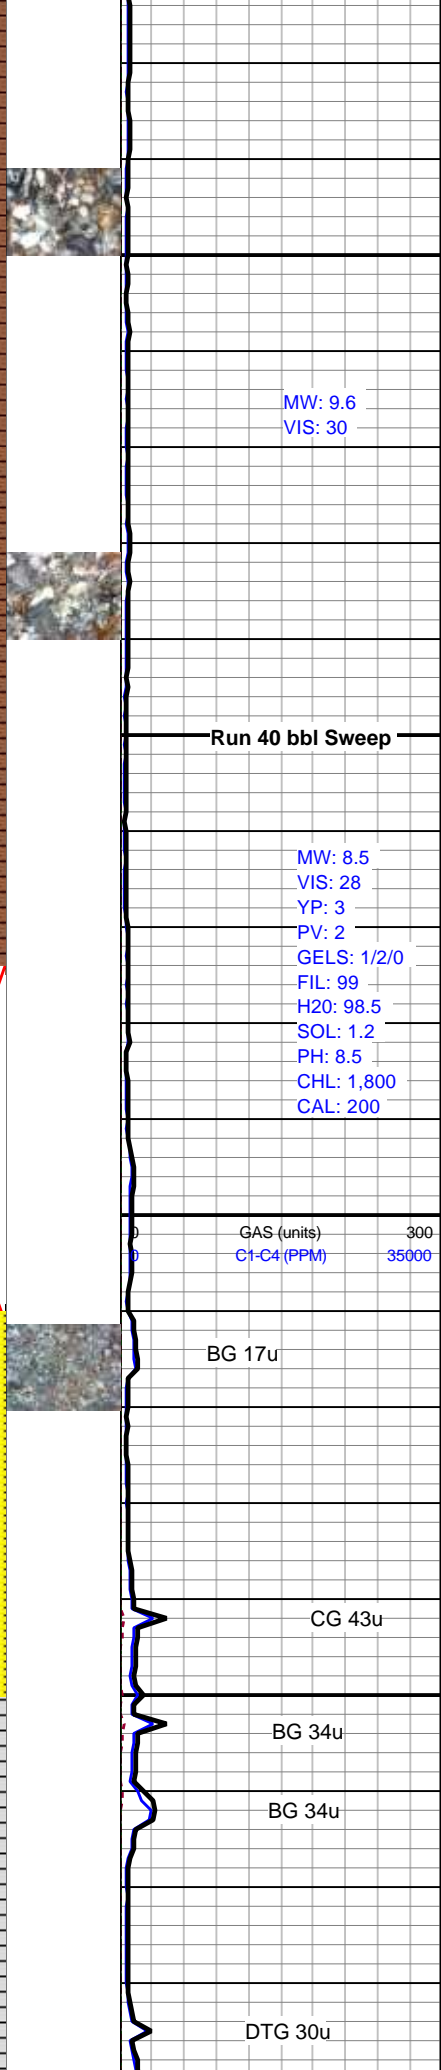 MW: 9.6
VIS: 30
Run 40 bbl Sweep
MW: 8.5
VIS: 28
YP: 3
PV: 2
GELS: 1/2/0
FIL: 99
H20: 98.5
SOL: 1.2
PH: 8.5
CHL: 1,800
CAL: 200
0 GAS (units) 300
0 C1-C4 (PPM) 35000
BG 17u
CG 43u
BG 34u
BG 34u
DTG 30u